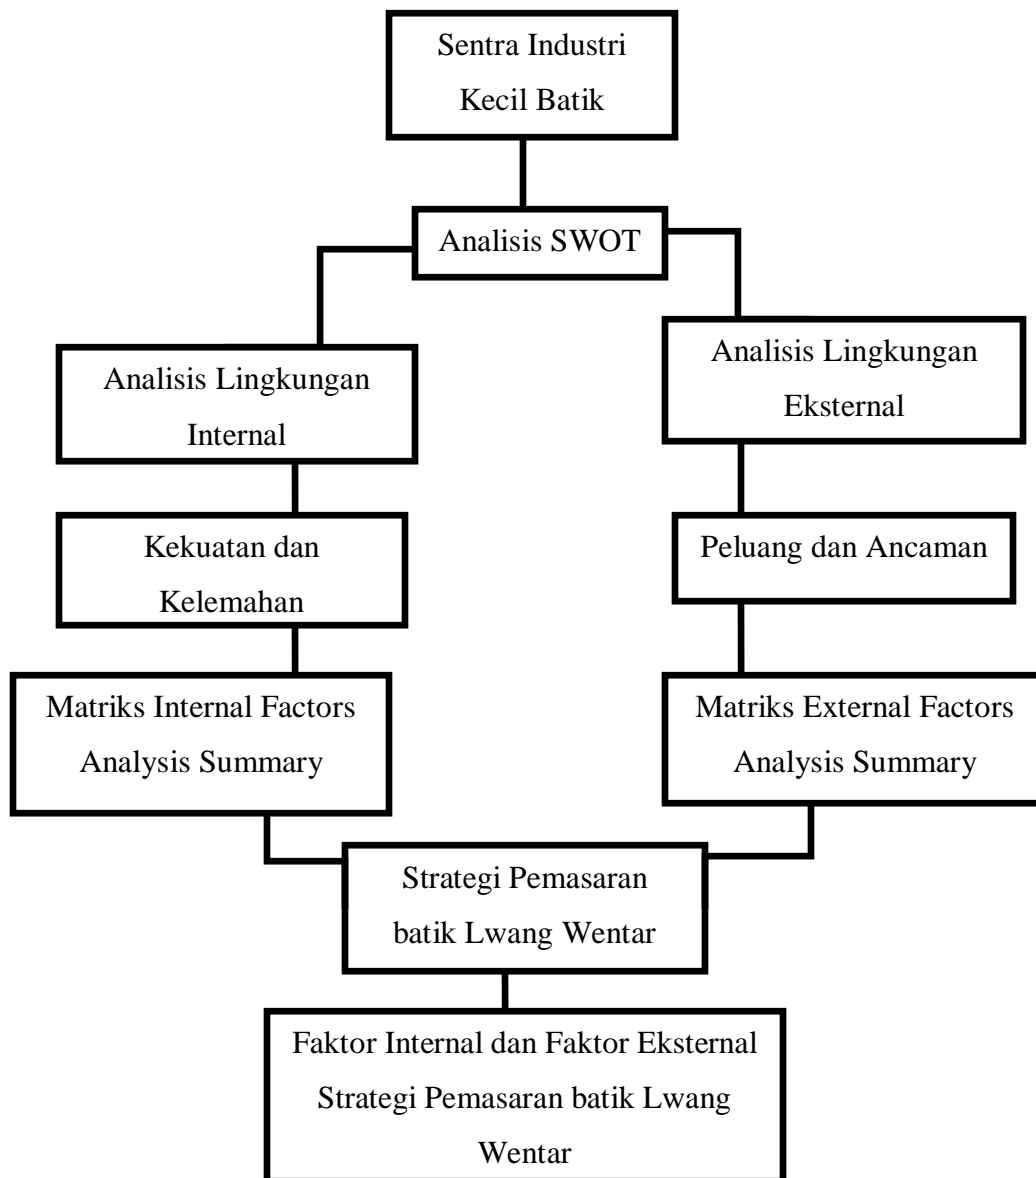 Sentra Industri
Kecil Batik
Analisis SWOT
Analisis Lingkungan
Internal
Analisis Lingkungan
Eksternal
Kekuatan dan
Kelemahan
Peluang dan Ancaman
Matriks Internal Factors
Analysis Summary
Matriks External Factors
Analysis Summary
Strategi Pemasaran
batik Lwang Wentar
Faktor Internal dan Faktor Eksternal
Strategi Pemasaran batik Lwang
Wentar